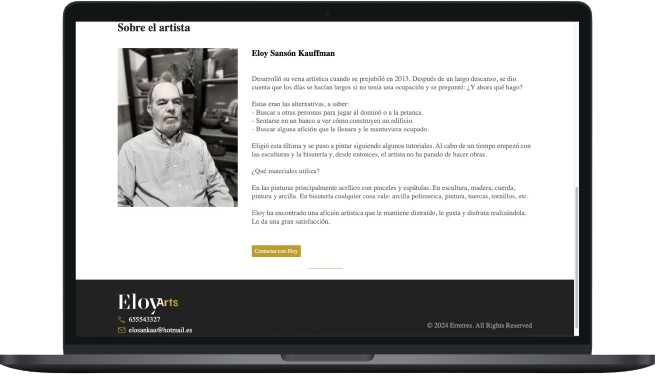 Sobre el artista
Eloy Sansón Kauffman
Desarrolló su vena artística cuando se prejubiló en 2013. Después de un largo descanso, se dio
cuenta que los días se hacían largos si no tenía una ocupación y se preguntó: ¿Y ahora qué hago?
Estas eran las alternativas, a saber:
- Buscar a otras personas para jugar al dominó o a la petanca.
- Sentarse en un banco a ver cómo construyen un edificio.
- Buscar alguna afición que le llenara y le mantuviera ocupado.
Eligió esta última y se puso a pintar siguiendo algunos tutoriales. Al cabo de un tiempo empezó con
las esculturas y la bisutería y, desde entonces, el artista no ha parado de hacer obras.
¿Qué materiales utiliza?
En las pinturas principalmente acrílico con pinceles y espátulas. En escultura, madera, cuerda,
pintura y arcilla. En bisutería cualquier cosa vale: arcilla polimerica, pintura, tuercas, tornillos, etc.
Eloy ha encontrado una afición artística que le mantiene distraído, le gusta y disfruta realizándola.
Le da una gran satisfacción.
Contactar con Eloy
EloyArts
655543327
elosankau@hotmail.es
© 2024 Erretres. All Rights Reserved